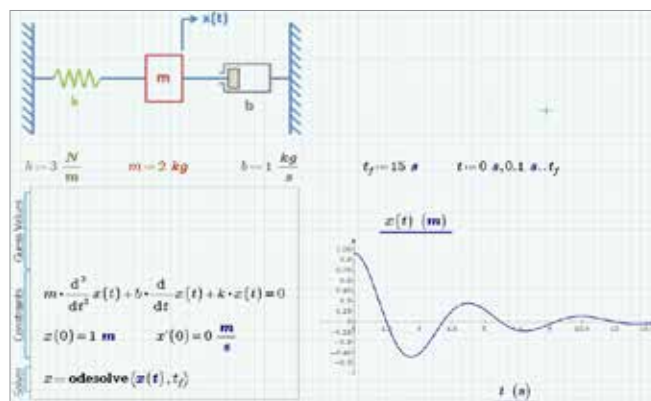 x(t)
m
k
b
k≔3 N/m m≔2 kg b≔1 kg/s t_f≔15 s t≔0 s,0.1 s..t_f
Guess Values
x(t) (m)
Constraints
m·d²/dt² x(t)+b·d/dt x(t)+k·x(t)=0
x(0)=1 m x'(0)=0 m/s
Solver
x≔odesolve(x(t),t_f)
t (s)